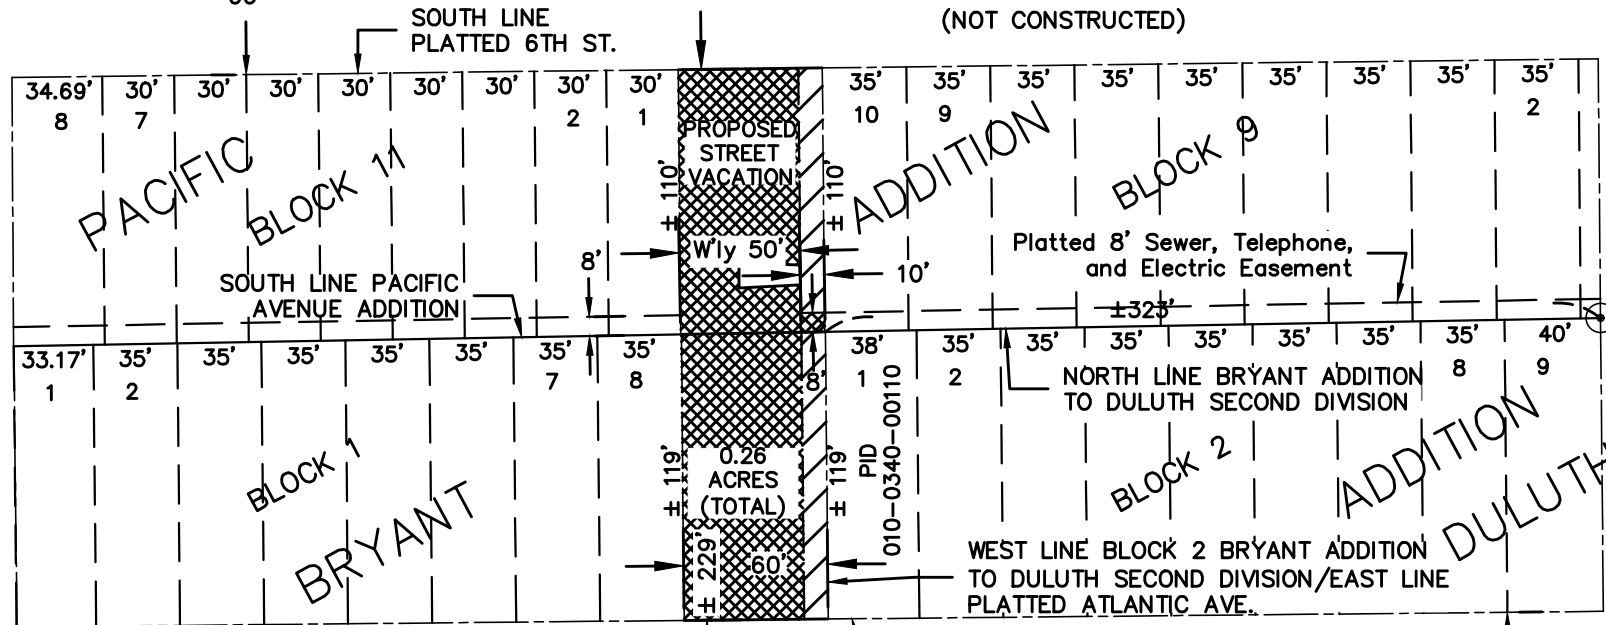 SOUTH LINE
PLATTED 6TH ST.
(NOT CONSTRUCTED)
34.69' 30' 30' 30' 30' 30' 30' 30' 30' 35' 35' 35' 35' 35' 35' 35' 35' 35'
8 7 2 1 10 9 2
PROPOSED
STREET
VACATION
PACIFIC
BLOCK 11
ADDITION
BLOCK 9
± 110'
± 110'
W'ly 50'
10'
8'
Platted 8' Sewer, Telephone,
and Electric Easement
SOUTH LINE PACIFIC
AVENUE ADDITION
±323'
33.17' 35' 35' 35' 35' 35' 35' 35' 38' 35' 35' 35' 35' 35' 35' 35' 40'
1 2 7 8 8' 1 2 8 9
NORTH LINE BRYANT ADDITION
TO DULUTH SECOND DIVISION
BLOCK 1
BRYANT
± 119'
0.26
ACRES
(TOTAL)
± 119'
PID
010-0340-00110
BLOCK 2
ADDITION
DULUTH
± 229'
60'
WEST LINE BLOCK 2 BRYANT ADDITION
TO DULUTH SECOND DIVISION/EAST LINE
PLATTED ATLANTIC AVE.